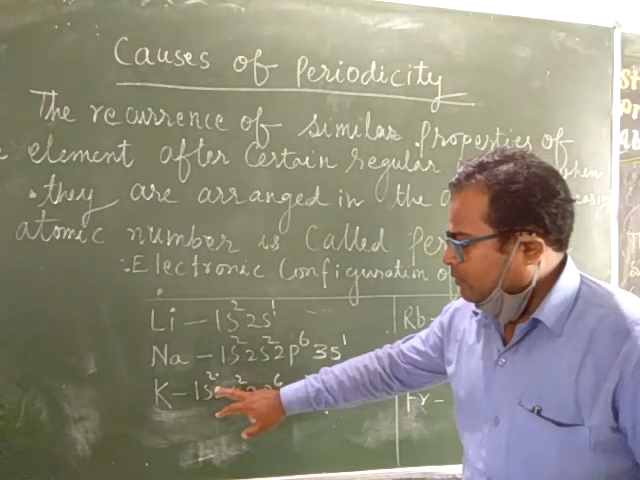 Causes of Periodicity
The recurrence of similar Properties of
element after Certain regular
they are arranged in the
atomic number is Called
:Electronic Configuration of
Li – 1S²2S¹
Rb–
Na – 1S²2S²2P⁶3S¹
K – 1S²
Fr –